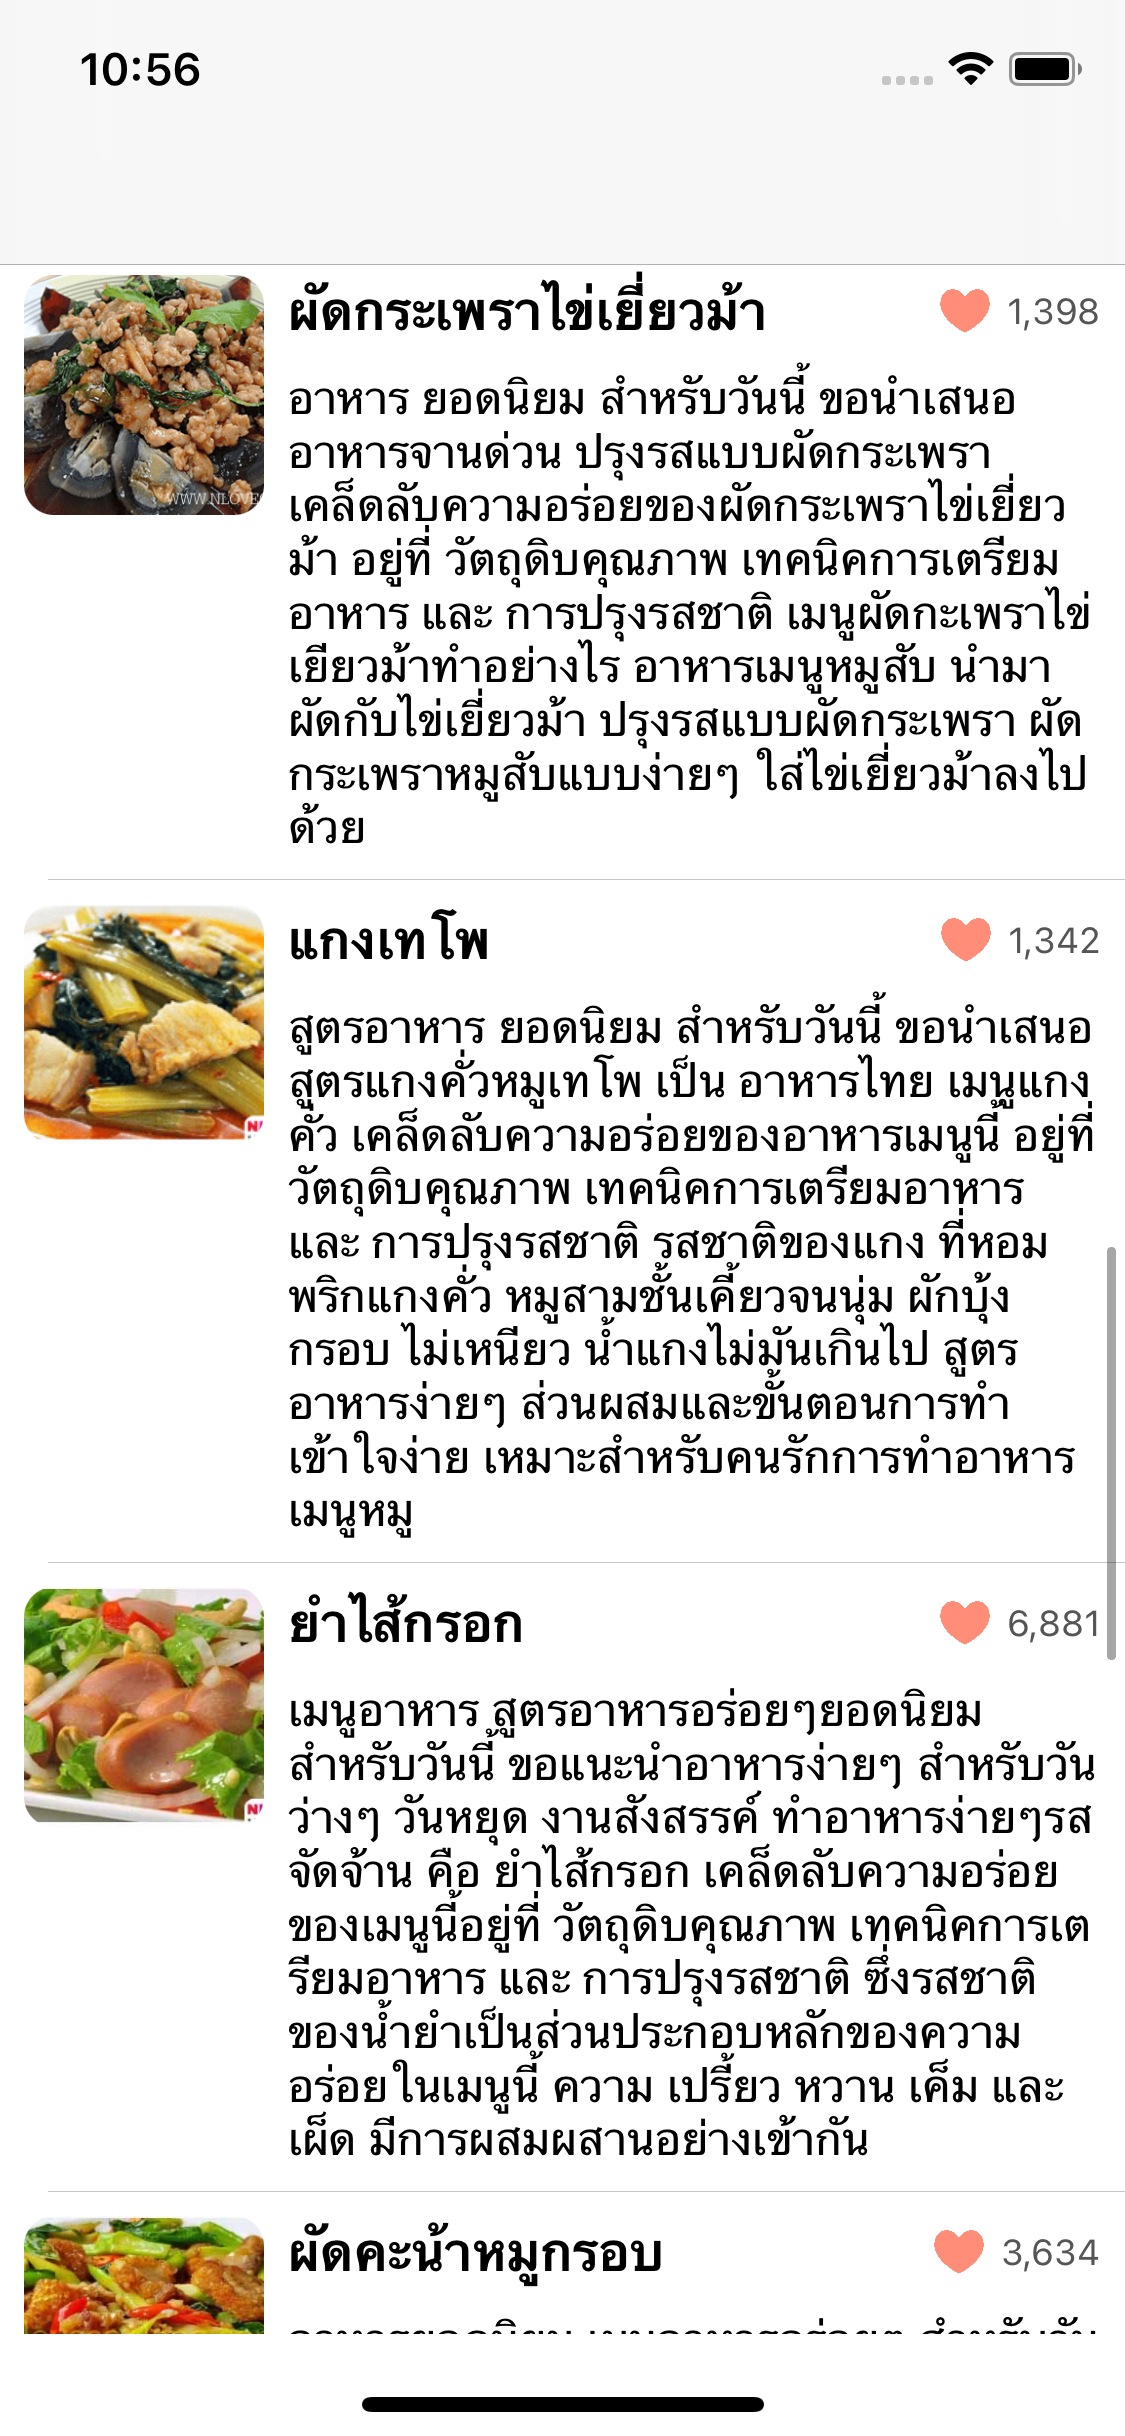 10:56
ผัดกระเพราไข่เยี่ยวม้า
1,398
WWW.NLOVE
อาหาร ยอดนิยม สำหรับวันนี้ ขอนำเสนอ
อาหารจานด่วน ปรุงรสแบบผัดกระเพรา
เคล็ดลับความอร่อยของผัดกระเพราไข่เยี่ยว
ม้า อยู่ที่ วัตถุดิบคุณภาพ เทคนิคการเตรียม
อาหาร และ การปรุงรสชาติ เมนูผัดกะเพราไข่
เยียวม้าทำอย่างไร อาหารเมนูหมูสับ นำมา
ผัดกับไข่เยี่ยวม้า ปรุงรสแบบผัดกระเพรา ผัด
กระเพราหมูสับแบบง่ายๆ ใส่ไข่เยี่ยวม้าลงไป
ด้วย
แกงเทโพ
1,342
สูตรอาหาร ยอดนิยม สำหรับวันนี้ ขอนำเสนอ
สูตรแกงคั่วหมูเทโพ เป็น อาหารไทย เมนูแกง
คั่ว เคล็ดลับความอร่อยของอาหารเมนูนี้ อยู่ที่
วัตถุดิบคุณภาพ เทคนิคการเตรียมอาหาร
และ การปรุงรสชาติ รสชาติของแกง ที่หอม
พริกแกงคั่ว หมูสามชั้นเคี้ยวจนนุ่ม ผักบุ้ง
กรอบ ไม่เหนียว น้ำแกงไม่มันเกินไป สูตร
อาหารง่ายๆ ส่วนผสมและขั้นตอนการทำ
เข้าใจง่าย เหมาะสำหรับคนรักการทำอาหาร
เมนูหมู
ยำไส้กรอก
6,881
เมนูอาหาร สูตรอาหารอร่อยๆยอดนิยม
สำหรับวันนี้ ขอแนะนำอาหารง่ายๆ สำหรับวัน
ว่างๆ วันหยุด งานสังสรรค์ ทำอาหารง่ายๆรส
จัดจ้าน คือ ยำไส้กรอก เคล็ดลับความอร่อย
ของเมนูนี้อยู่ที่ วัตถุดิบคุณภาพ เทคนิคการเต
รียมอาหาร และ การปรุงรสชาติ ซึ่งรสชาติ
ของน้ำยำเป็นส่วนประกอบหลักของความ
อร่อยในเมนูนี้ ความ เปรี้ยว หวาน เค็ม และ
เผ็ด มีการผสมผสานอย่างเข้ากัน
ผัดคะน้าหมูกรอบ
3,634